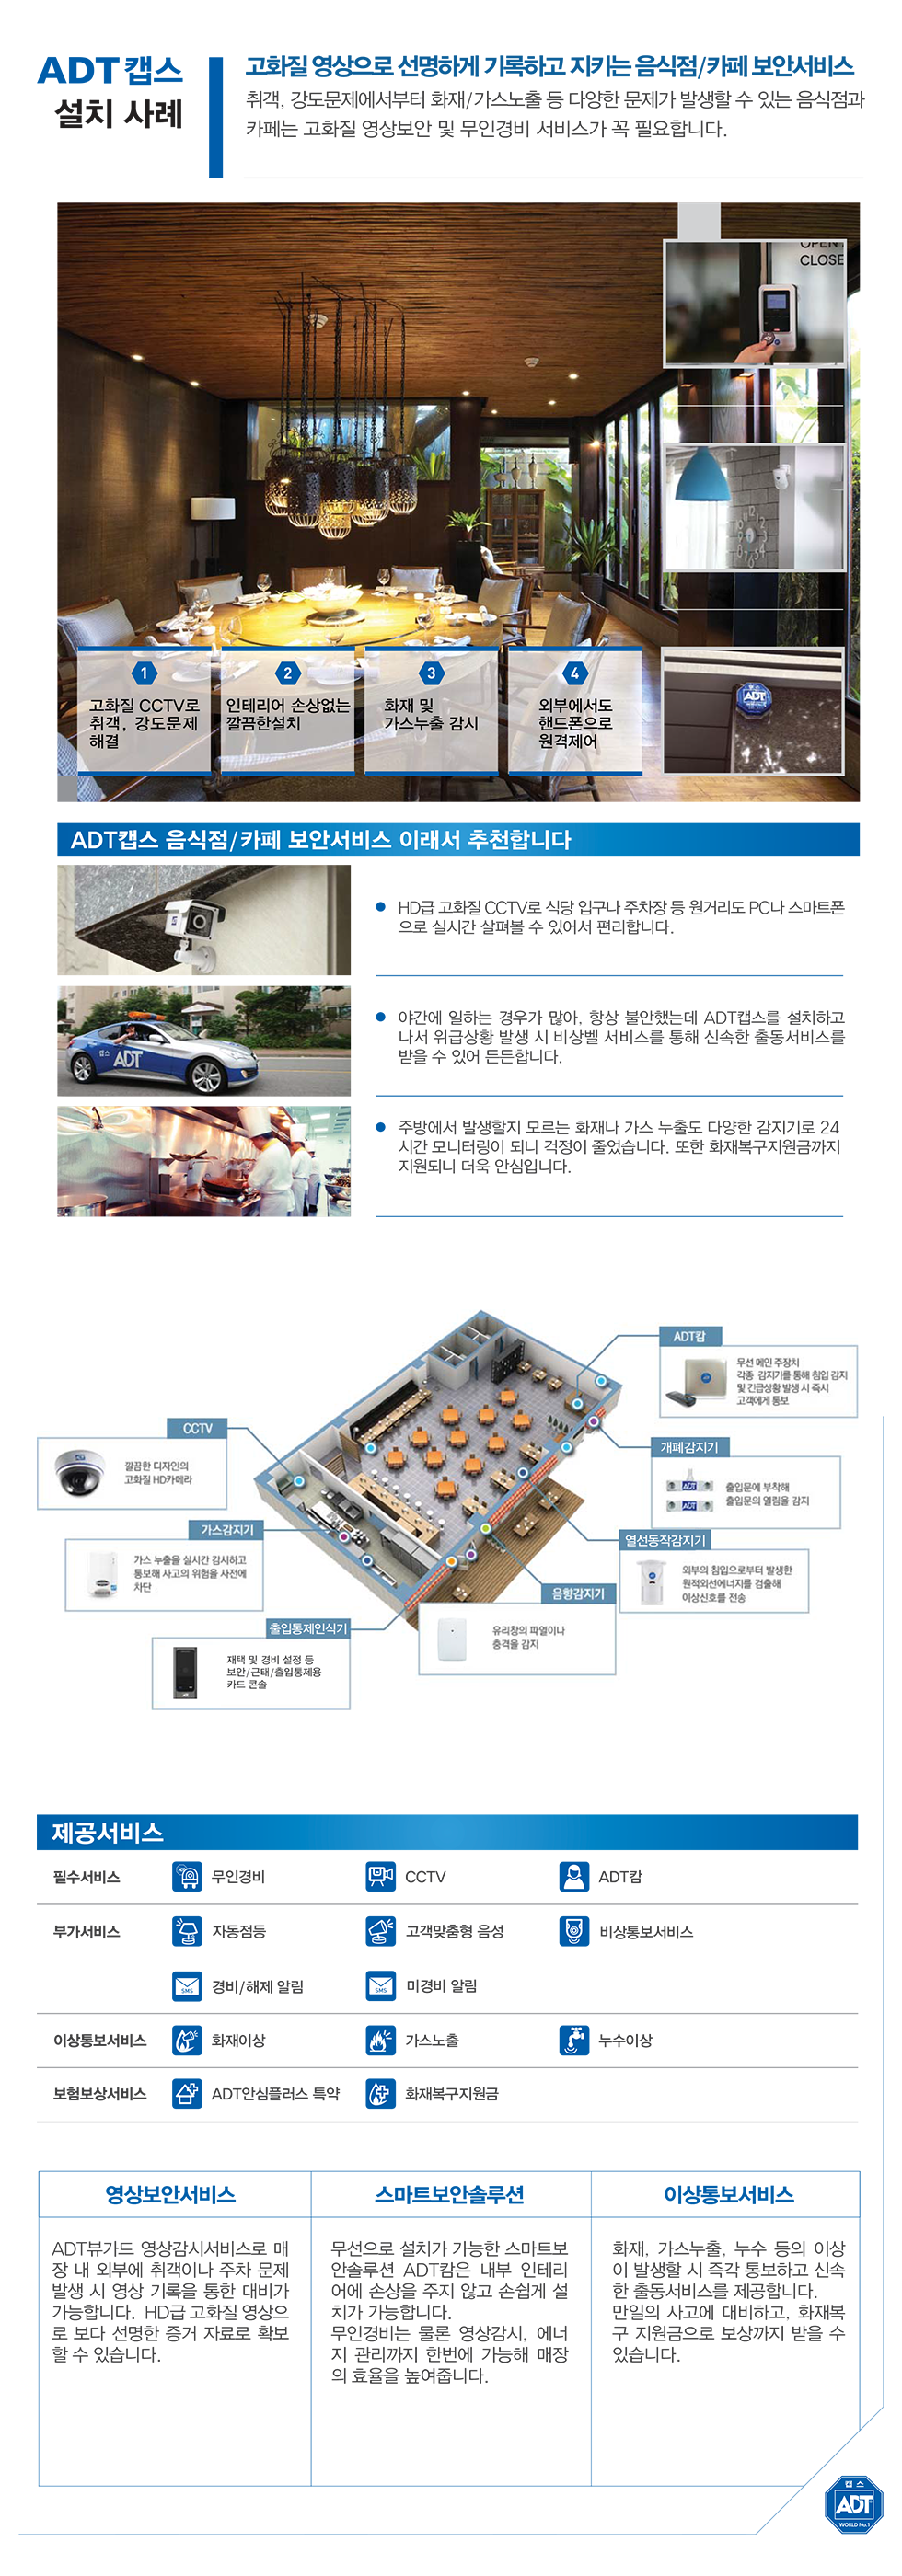 ADT캡스
설치 사례
고화질 영상으로 선명하게 기록하고 지키는 음식점/카페 보안서비스
취객, 강도문제에서부터 화재/가스노출 등 다양한 문제가 발생할 수 있는 음식점과
카페는 고화질 영상보안 및 무인경비 서비스가 꼭 필요합니다.
OPEN
CLOSE
ADT
1
고화질 CCTV로
취객, 강도문제
해결
2
인테리어 손상없는
깔끔한설치
3
화재 및
가스누출 감시
4
외부에서도
핸드폰으로
원격제어
ADT캡스 음식점/카페 보안서비스 이래서 추천합니다
HD급 고화질 CCTV로 식당 입구나 주차장 등 원거리도 PC나 스마트폰
으로 실시간 살펴볼 수 있어서 편리합니다.
캡스 ADT
야간에 일하는 경우가 많아, 항상 불안했는데 ADT캡스를 설치하고
나서 위급상황 발생 시 비상벨 서비스를 통해 신속한 출동서비스를
받을 수 있어 든든합니다.
주방에서 발생할지 모르는 화재나 가스 누출도 다양한 감지기로 24
시간 모니터링이 되니 걱정이 줄었습니다. 또한 화재복구지원금까지
지원되니 더욱 안심입니다.
ADT캄
무선 메인 주장치
각종 감지기를 통해 침입 감지
및 긴급상황 발생 시 즉시
고객에게 통보
CCTV
깔끔한 디자인의
고화질 HD카메라
개폐감지기
ADT
ADT
출입문에 부착해
출입문의 열림을 감지
가스감지기
가스 누출을 실시간 감시하고
통보해 사고의 위험을 사전에
차단
열선동작감지기
외부의 침입으로부터 발생한
원적외선에너지를 검출해
이상신호를 전송
음향감지기
유리창의 파열이나
충격을 감지
출입통제인식기
재택 및 경비 설정 등
보안/근태/출입통제용
카드 콘솔
제공서비스
필수서비스 무인경비 CCTV ADT캄
부가서비스 자동점등 고객맞춤형 음성 비상통보서비스
SMS 경비/해제 알림 SMS 미경비 알림
이상통보서비스 화재이상 가스노출 누수이상
보험보상서비스 ADT안심플러스 특약 화재복구지원금
영상보안서비스
ADT뷰가드 영상감시서비스로 매
장 내 외부에 취객이나 주차 문제
발생 시 영상 기록을 통한 대비가
가능합니다. HD급 고화질 영상으
로 보다 선명한 증거 자료로 확보
할 수 있습니다.
스마트보안솔루션
무선으로 설치가 가능한 스마트보
안솔루션 ADT캄은 내부 인테리
어에 손상을 주지 않고 손쉽게 설
치가 가능합니다.
무인경비는 물론 영상감시, 에너
지 관리까지 한번에 가능해 매장
의 효율을 높여줍니다.
이상통보서비스
화재, 가스누출, 누수 등의 이상
이 발생할 시 즉각 통보하고 신속
한 출동서비스를 제공합니다.
만일의 사고에 대비하고, 화재복
구 지원금으로 보상까지 받을 수
있습니다.
캡스
ADT
WORLD No.1